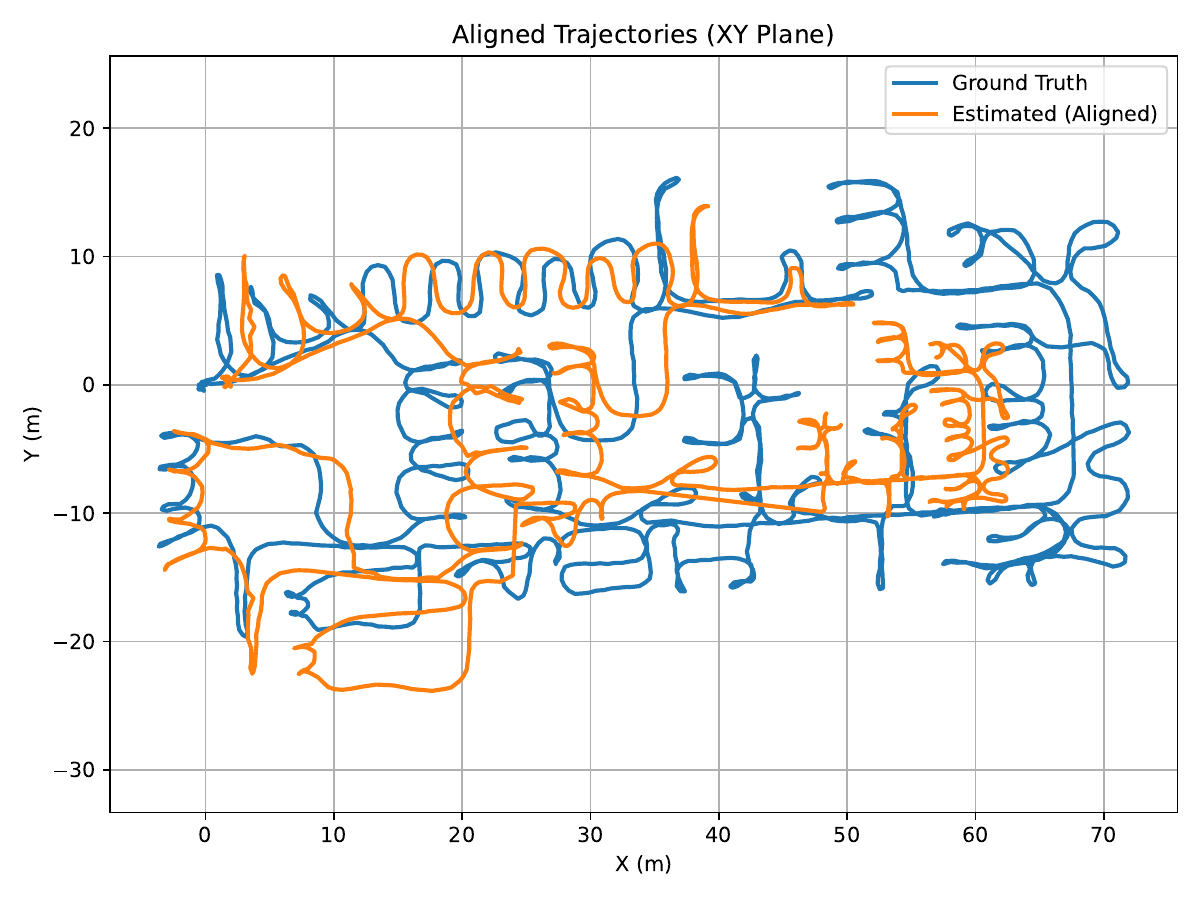 Aligned Trajectories (XY Plane)
Ground Truth
Estimated (Aligned)
20
10
0
−10
−20
−30
Y (m)
0 10 20 30 40 50 60 70
X (m)